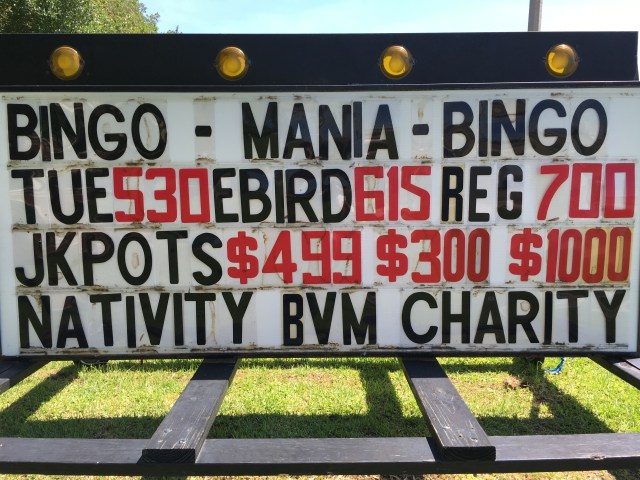 BINGO - MANIA - BINGO
TUE 530 EBIRD 615 REG 700
JKPOTS $499 $300 $1000
NATIVITY BVM CHARITY